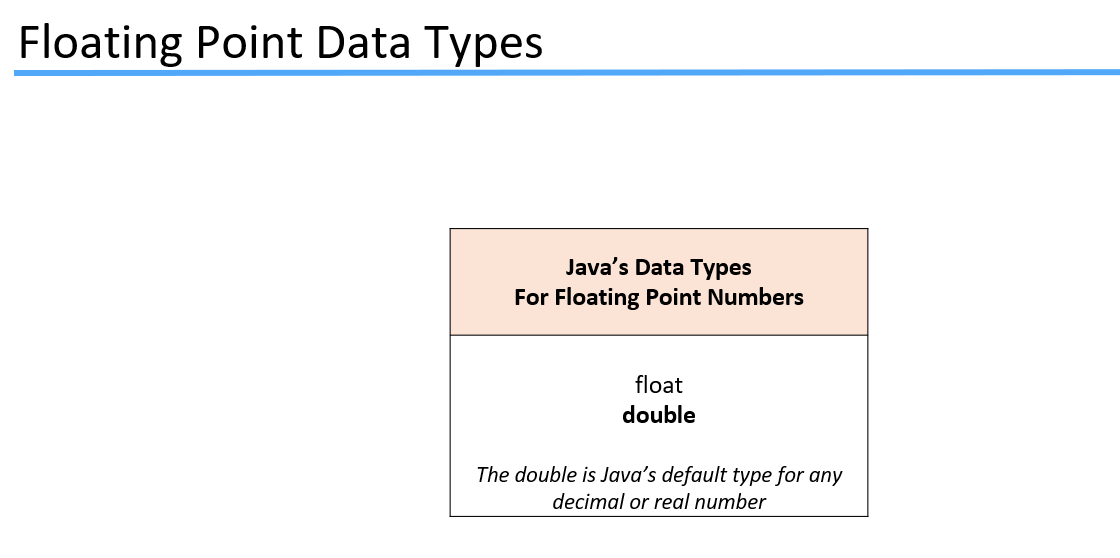 Floating Point Data Types
Java’s Data Types
For Floating Point Numbers
float
double
The double is Java’s default type for any
decimal or real number